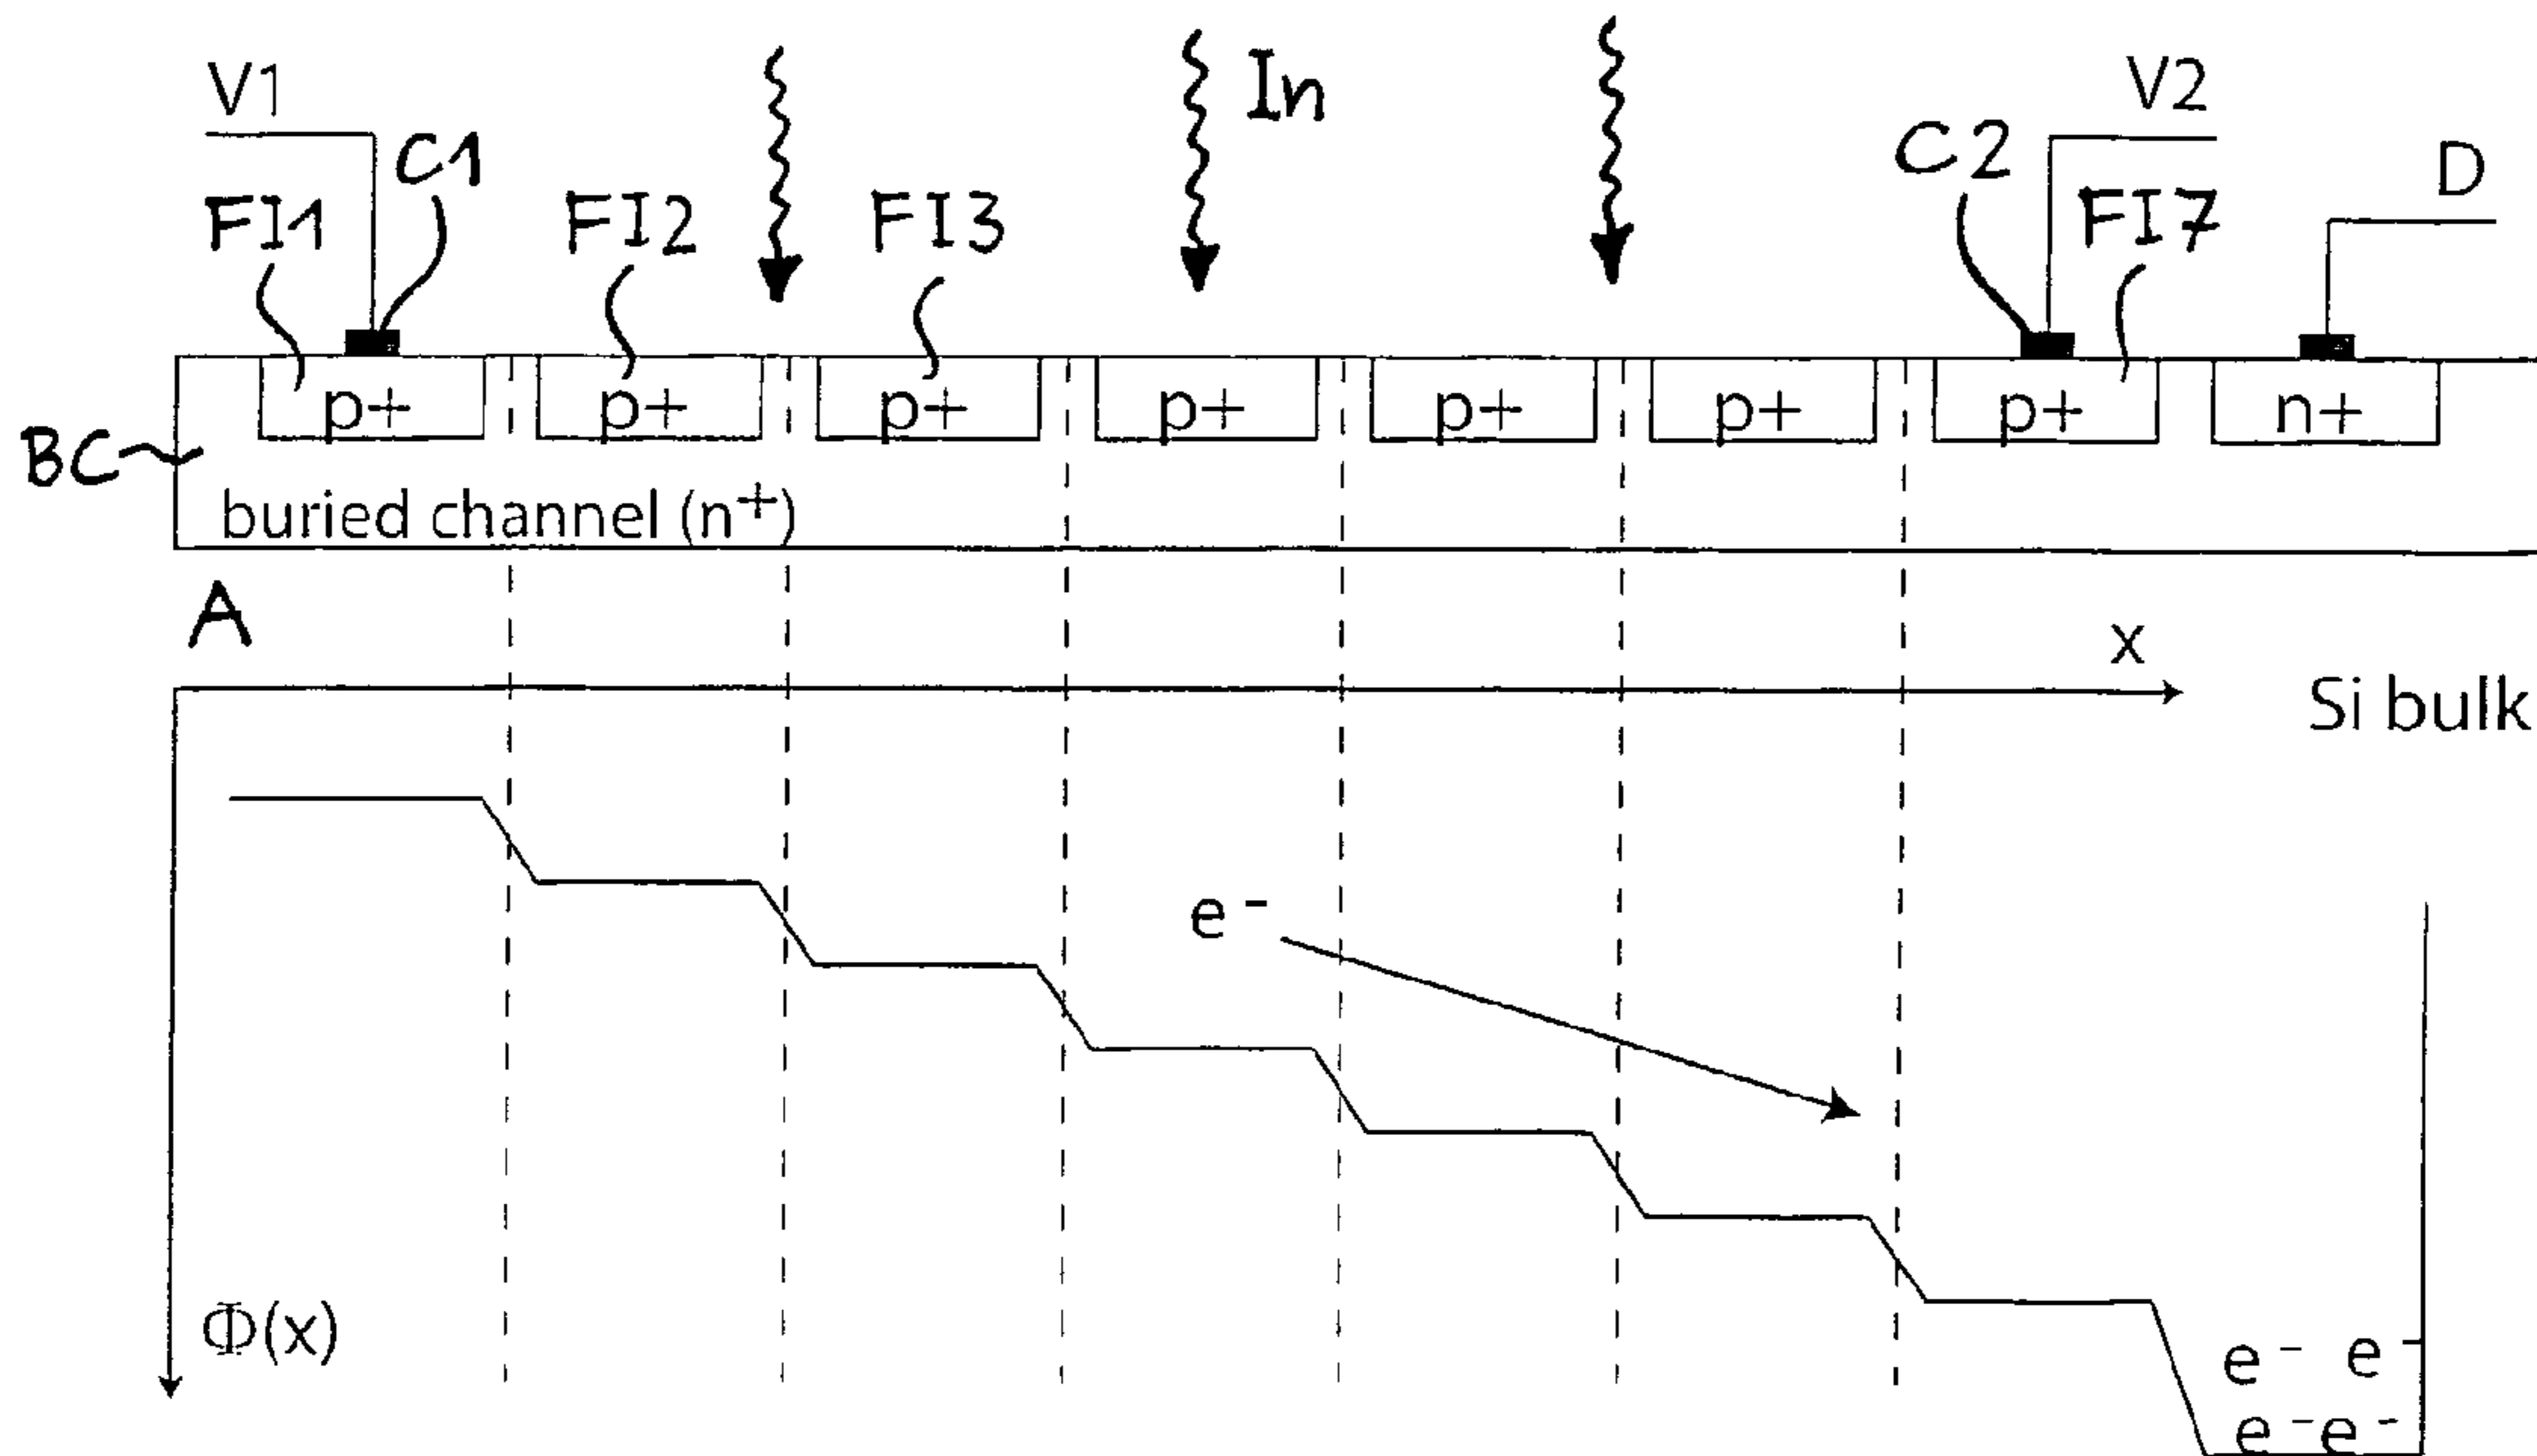 V1
In
V2
C1
C2
D
FI1
FI2
FI3
FI7
p+
p+
p+
p+
p+
p+
p+
n+
BC
buried channel (n⁺)
A
x
Si bulk
e⁻
Φ(x)
e⁻ e⁻
e⁻e⁻